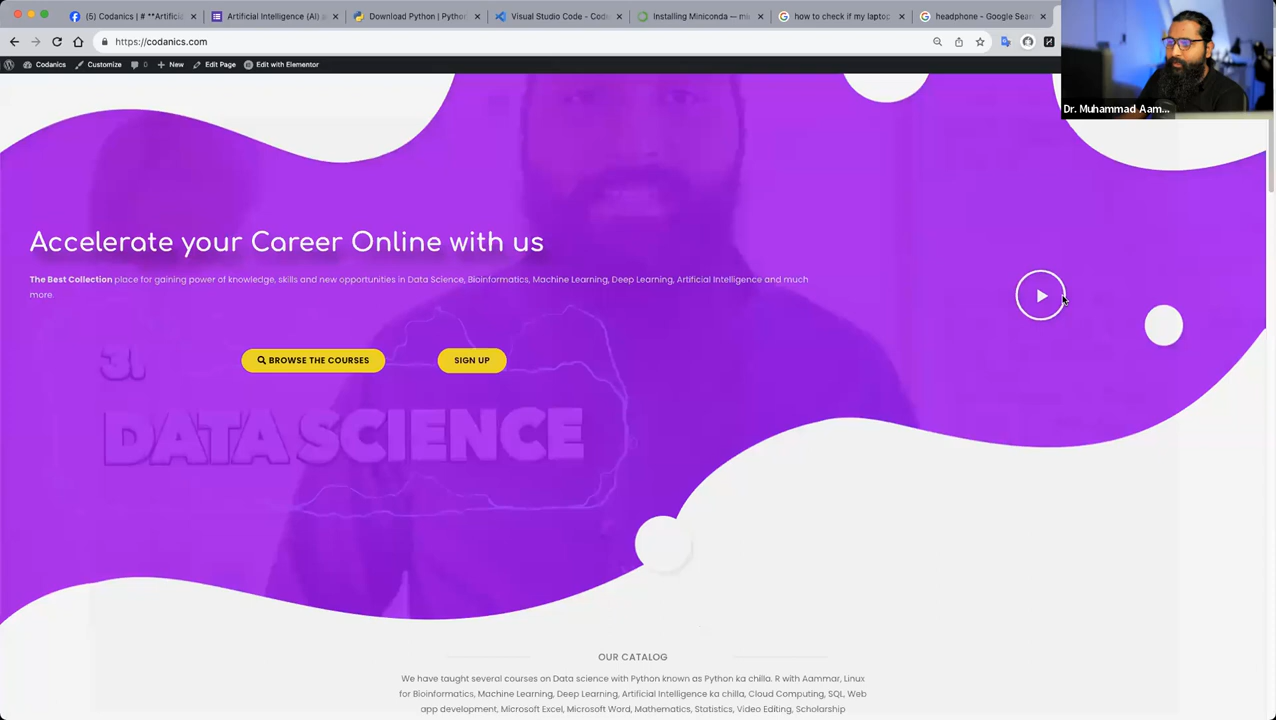 (5) Codanics | # **Artificia
Artificial Intelligence (AI) a
Download Python | Python
Visual Studio Code - Cod
Installing Miniconda — mi
how to check if my laptoc
headphone - Google Sear
https://codanics.com
Codanics
Customize
0
New
Edit Page
Edit with Elementor
Dr. Muhammad Aam...
Accelerate your Career Online with us
The Best Collection place for gaining power of knowledge, skills and new opportunities in Data Science, Bioinformatics, Machine Learning, Deep Learning, Artificial Intelligence and much
more.
BROWSE THE COURSES
SIGN UP
DATA SCIENCE
OUR CATALOG
We have taught several courses on Data science with Python known as Python ka chilla. R with Aammar, Linux
for Bioinformatics, Machine Learning, Deep Learning, Artificial Intelligence ka chilla, Cloud Computing, SQL, Web
app development, Microsoft Excel, Microsoft Word, Mathematics, Statistics, Video Editing, Scholarship